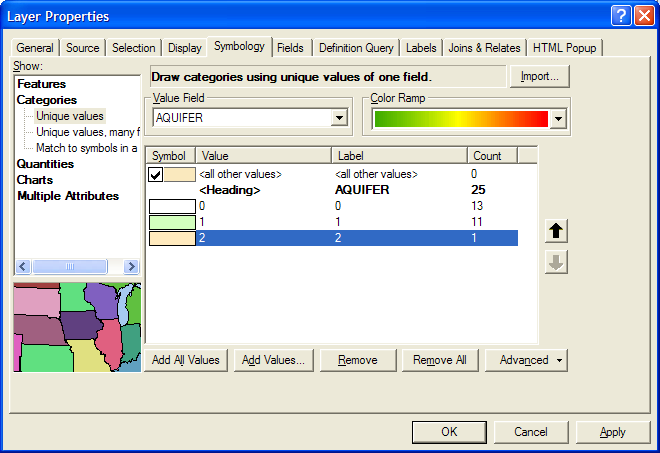 Layer Properties
General Source Selection Display Symbology Fields Definition Query Labels Joins & Relates HTML Popup
Show:
Features
Categories
Unique values
Unique values, many f
Match to symbols in a
Quantities
Charts
Multiple Attributes
Draw categories using unique values of one field.
Import...
Value Field
AQUIFER
Color Ramp
Symbol Value Label Count
<all other values> <all other values> 0
<Heading> AQUIFER 25
0 0 13
1 1 11
2 2 1
Add All Values Add Values... Remove Remove All Advanced
OK Cancel Apply